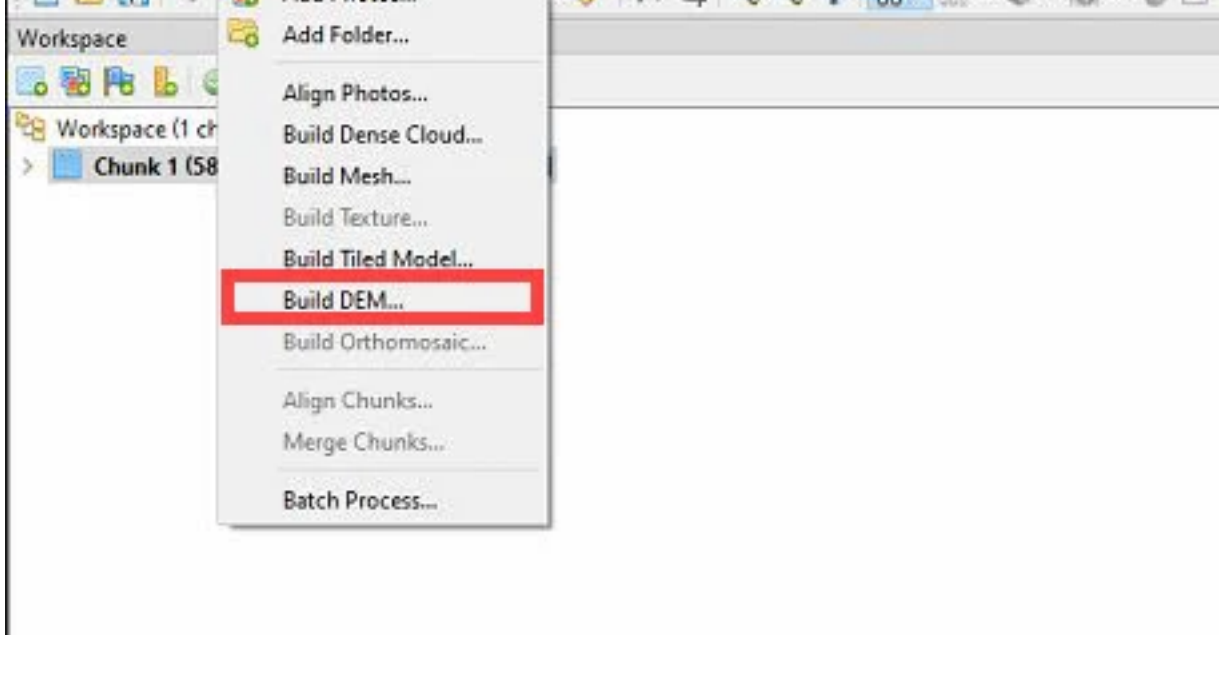 Workspace
Add Folder...
Align Photos...
Workspace (1 ch
Build Dense Cloud...
Chunk 1 (58
Build Mesh...
Build Texture...
Build Tiled Model...
Build DEM...
Build Orthomosaic...
Align Chunks...
Merge Chunks...
Batch Process...